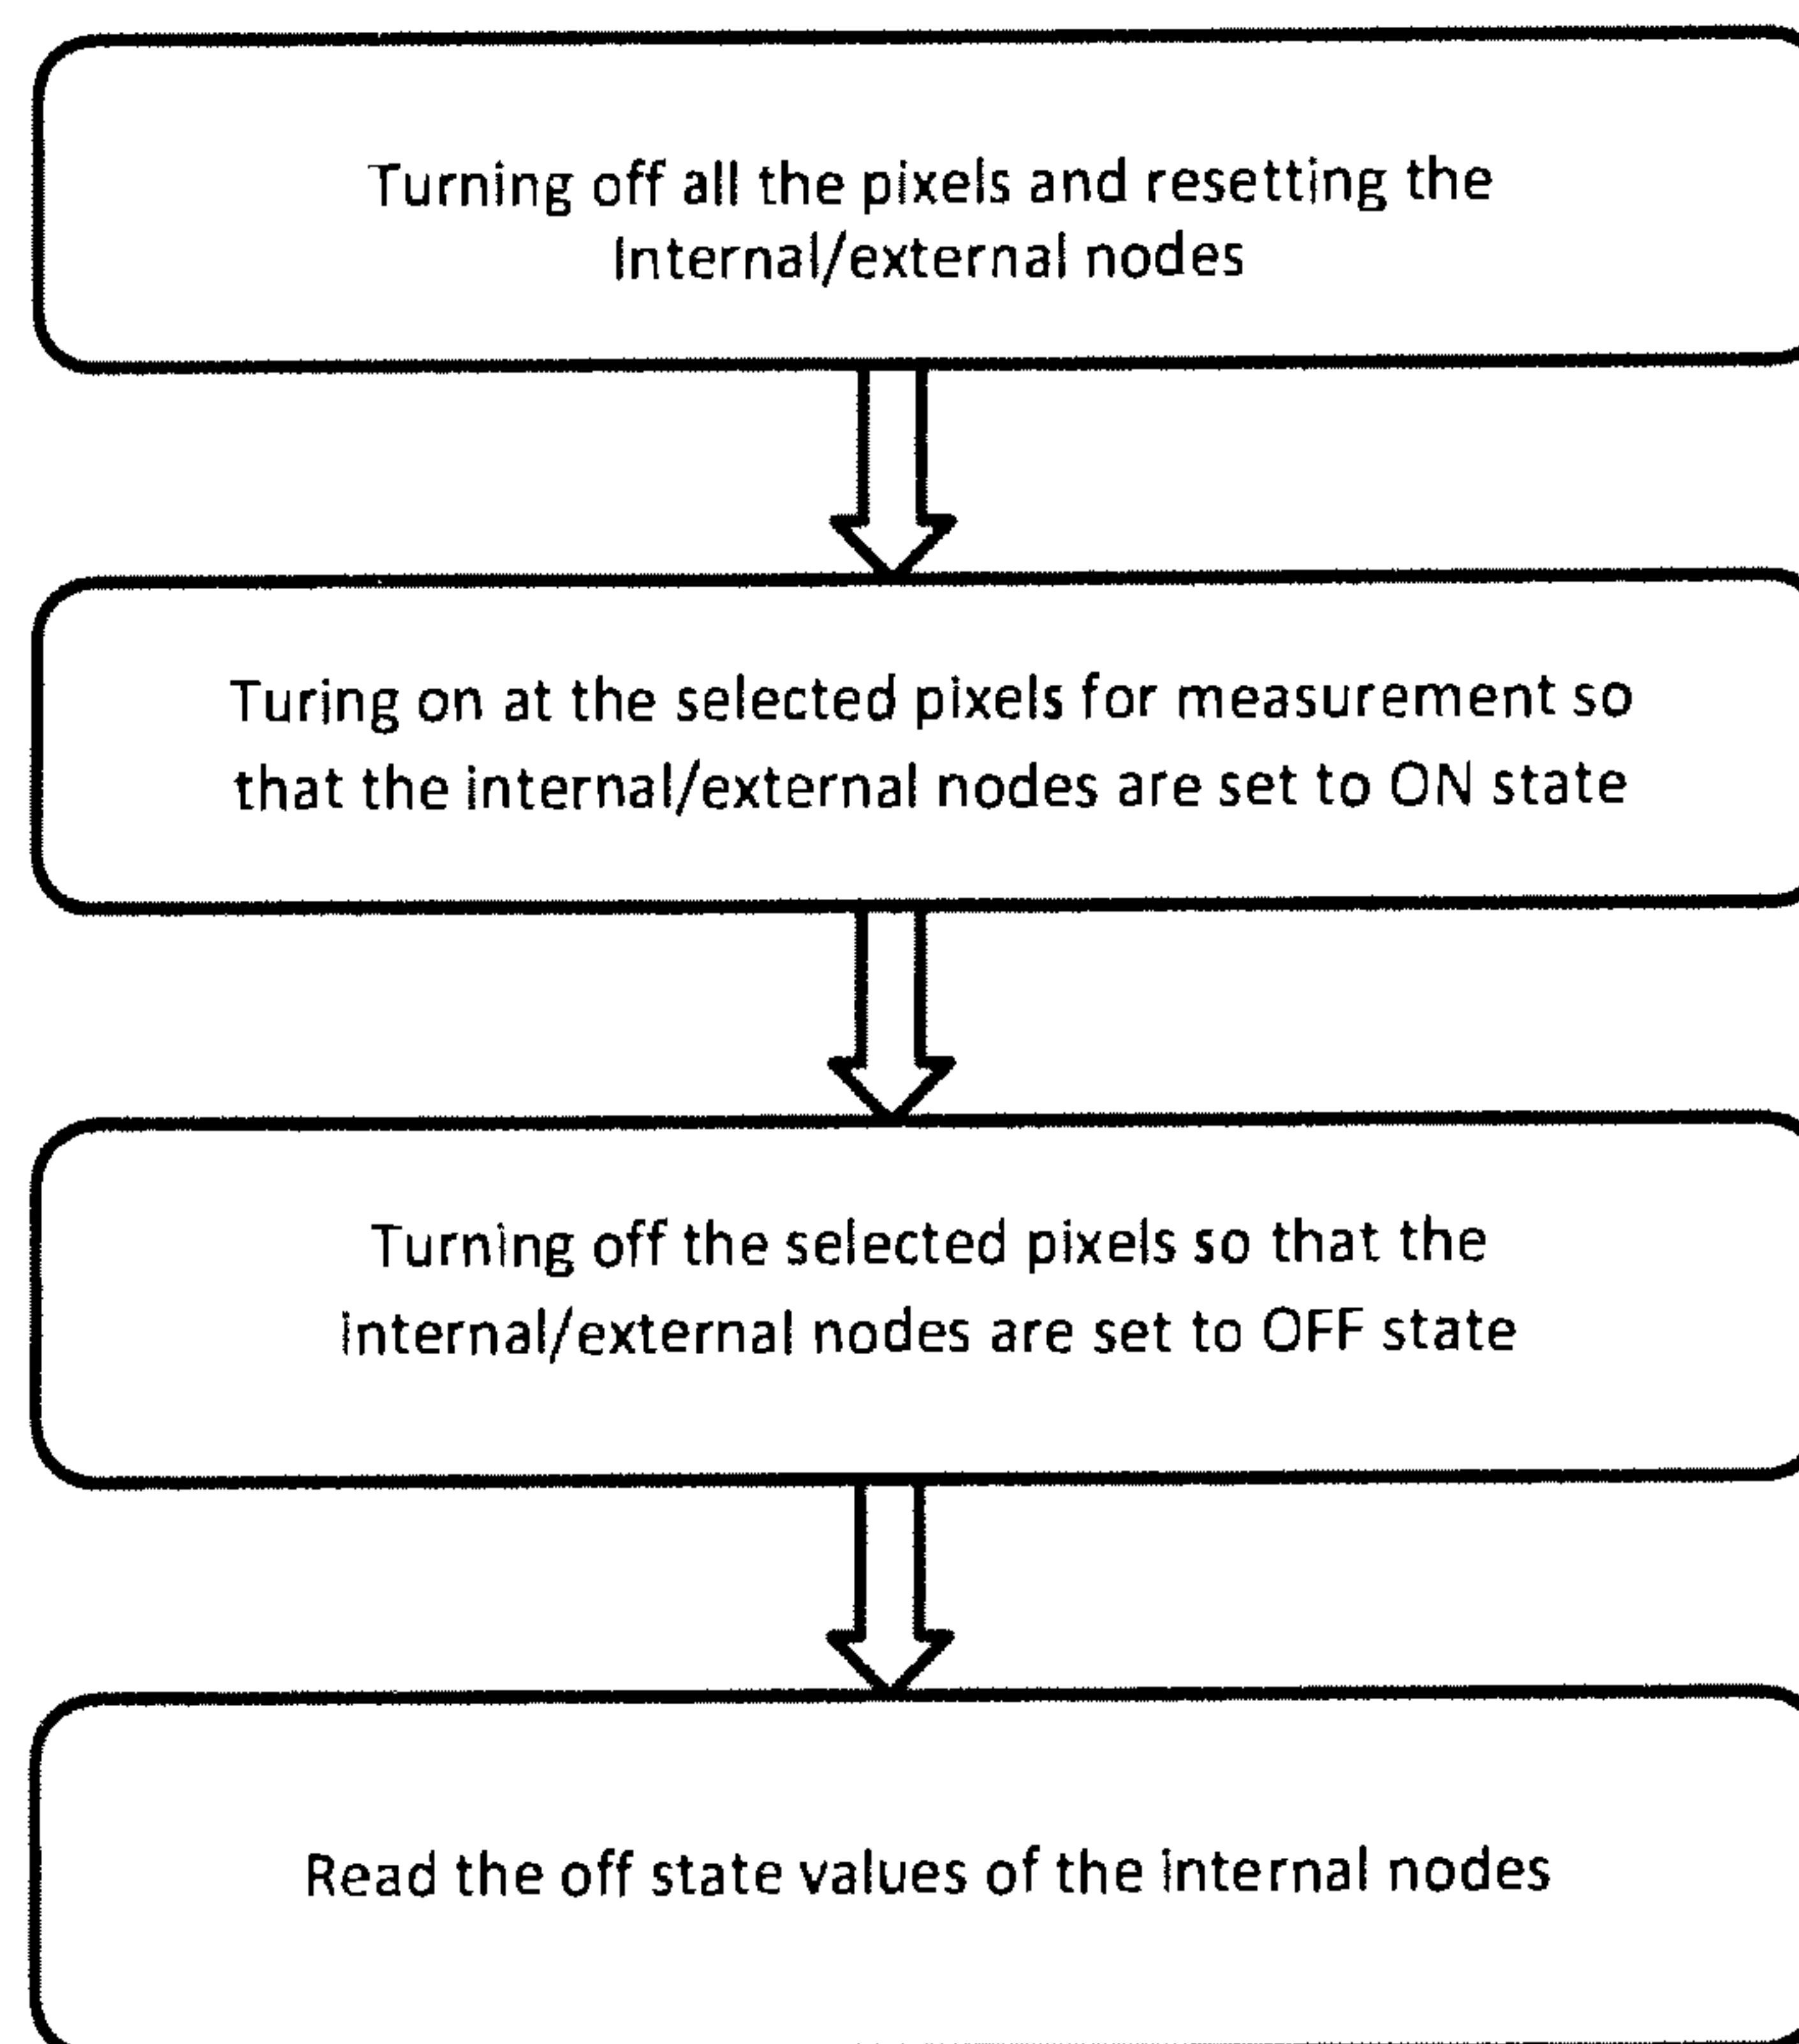 Turning off all the pixels and resetting the
Internal/external nodes
Turing on at the selected pixels for measurement so
that the internal/external nodes are set to ON state
Turning off the selected pixels so that the
internal/external nodes are set to OFF state
Read the off state values of the internal nodes